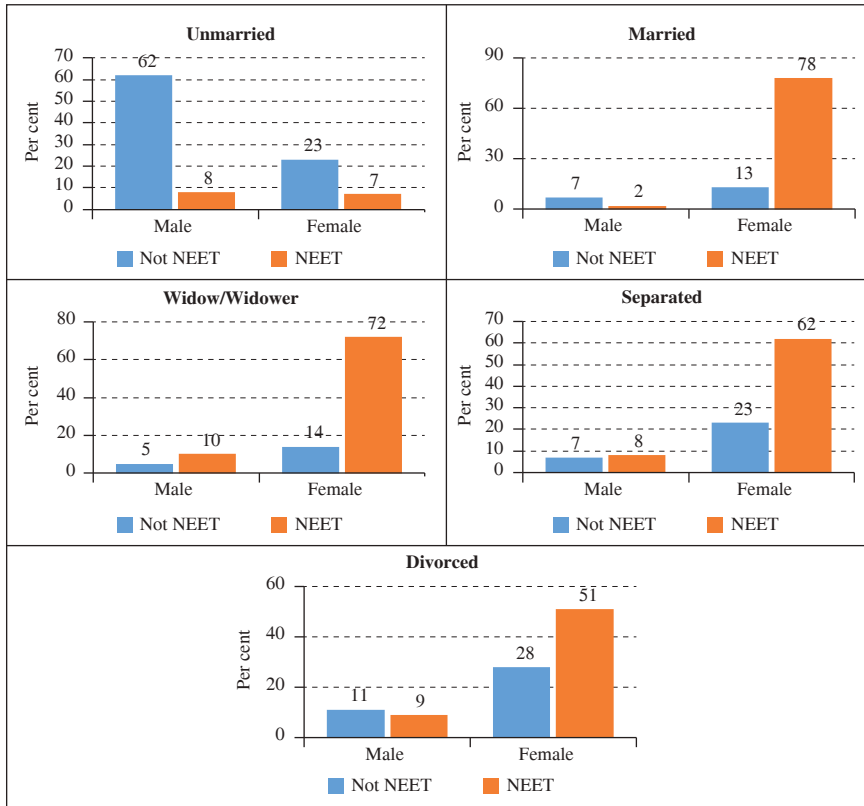 Unmarried
Per cent
70
60
50
40
30
20
10
0
62
8
23
7
Male Female
Not NEET NEET
Married
Per cent
90
60
30
0
7
2
13
78
Male Female
Not NEET NEET
Widow/Widower
Per cent
80
60
40
20
0
5
10
14
72
Male Female
Not NEET NEET
Separated
Per cent
70
60
50
40
30
20
10
0
7
8
23
62
Male Female
Not NEET NEET
Divorced
Per cent
60
40
20
0
11
9
28
51
Male Female
Not NEET NEET